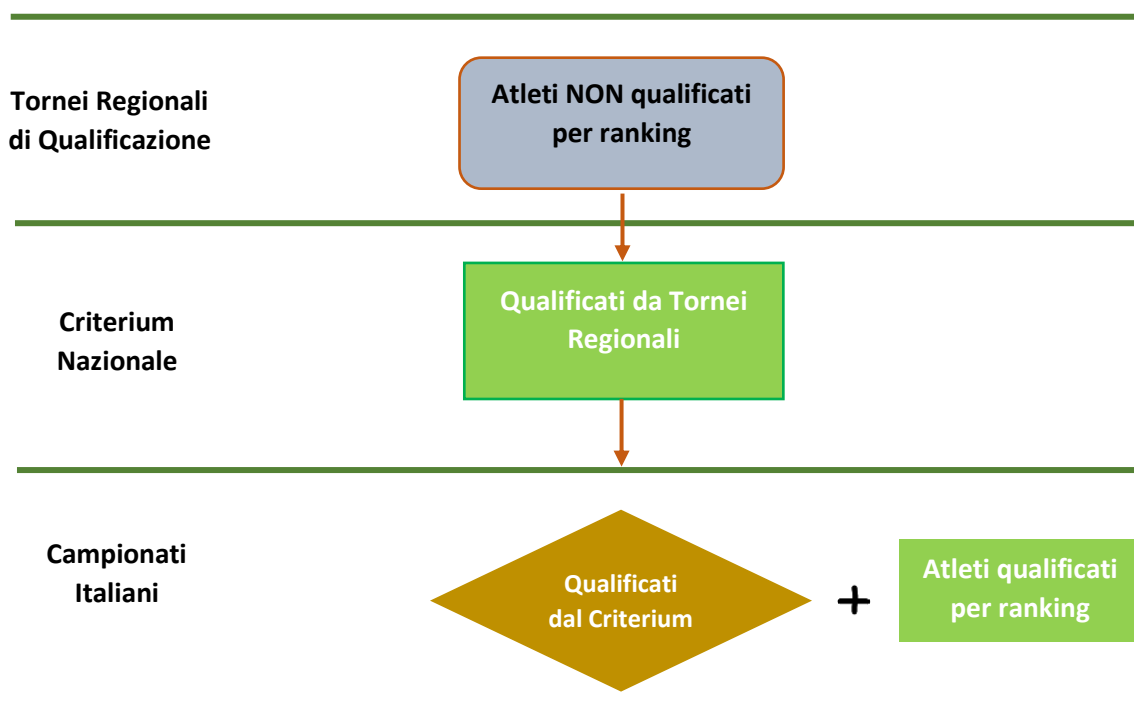 Tornei Regionali
di Qualificazione
Atleti NON qualificati
per ranking
Criterium
Nazionale
Qualificati da Tornei
Regionali
Campionati
Italiani
Qualificati
dal Criterium
+
Atleti qualificati
per ranking